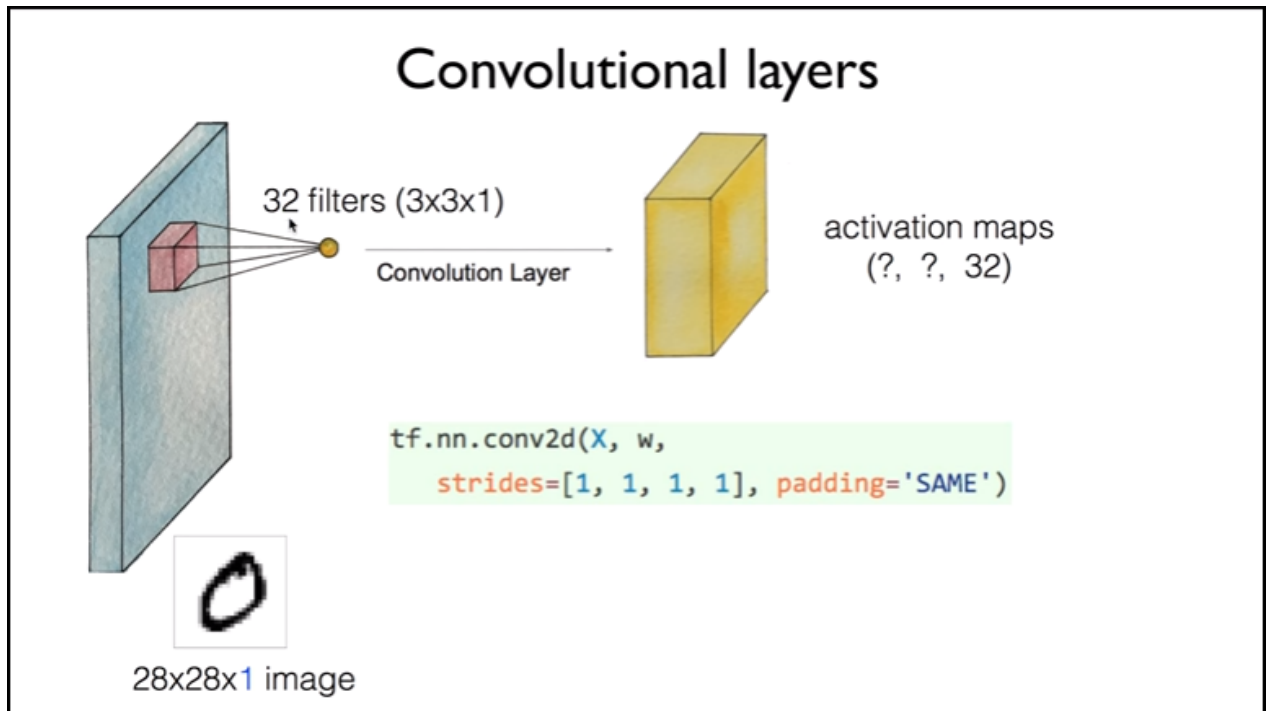 Convolutional layers
32 filters (3x3x1)
Convolution Layer
activation maps
(?, ?, 32)
tf.nn.conv2d(X, w,
strides=[1, 1, 1, 1], padding='SAME')
28x28x1 image